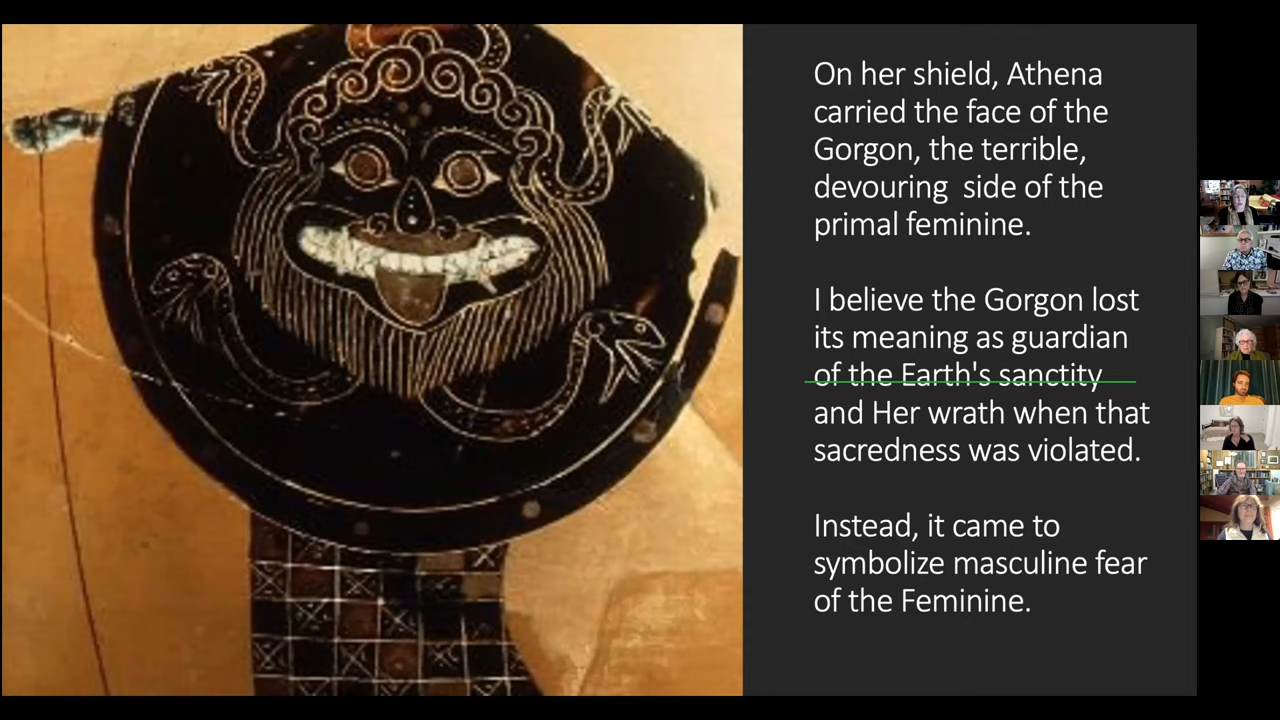 On her shield, Athena
carried the face of the
Gorgon, the terrible,
devouring  side of the
primal feminine.
I believe the Gorgon lost
its meaning as guardian
of the Earth's sanctity
and Her wrath when that
sacredness was violated.
Instead, it came to
symbolize masculine fear
of the Feminine.